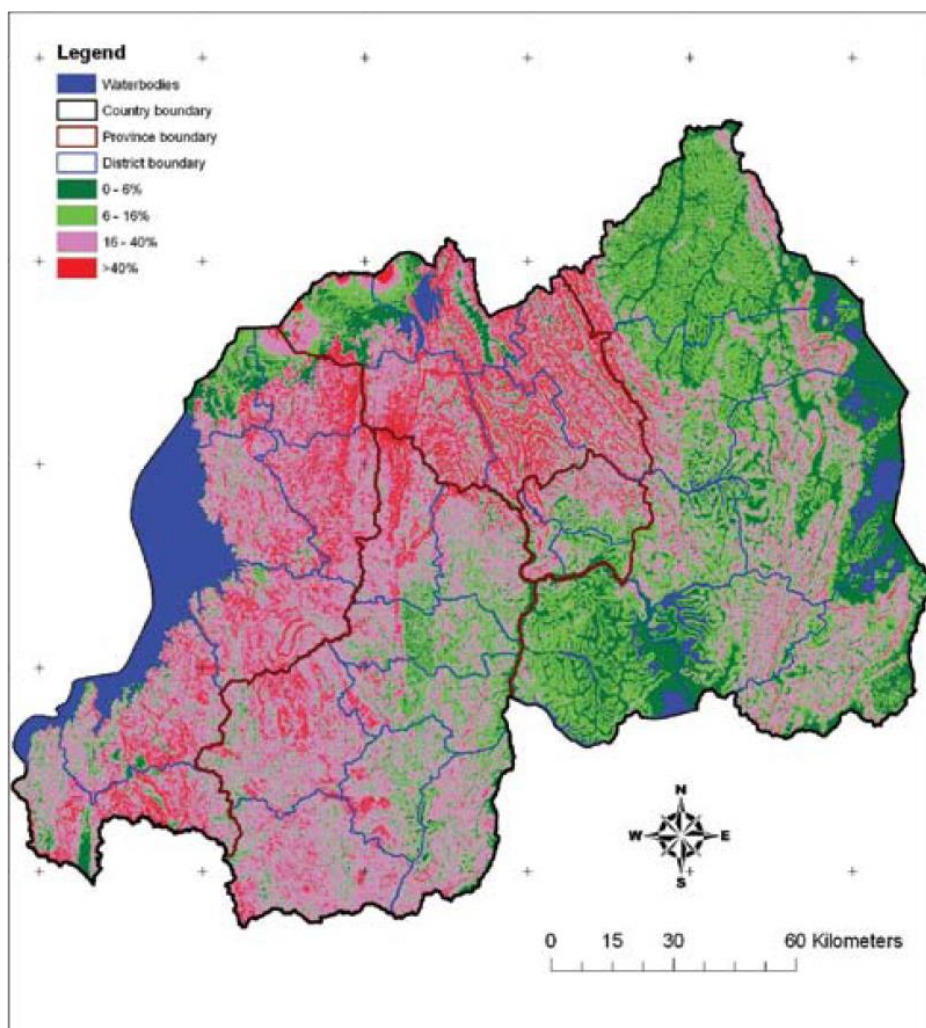 Legend
Waterbodies
Country boundary
Province boundary
District boundary
0 - 6%
6 - 16%
16 - 40%
>40%
N
W E
S
0 15 30 60 Kilometers